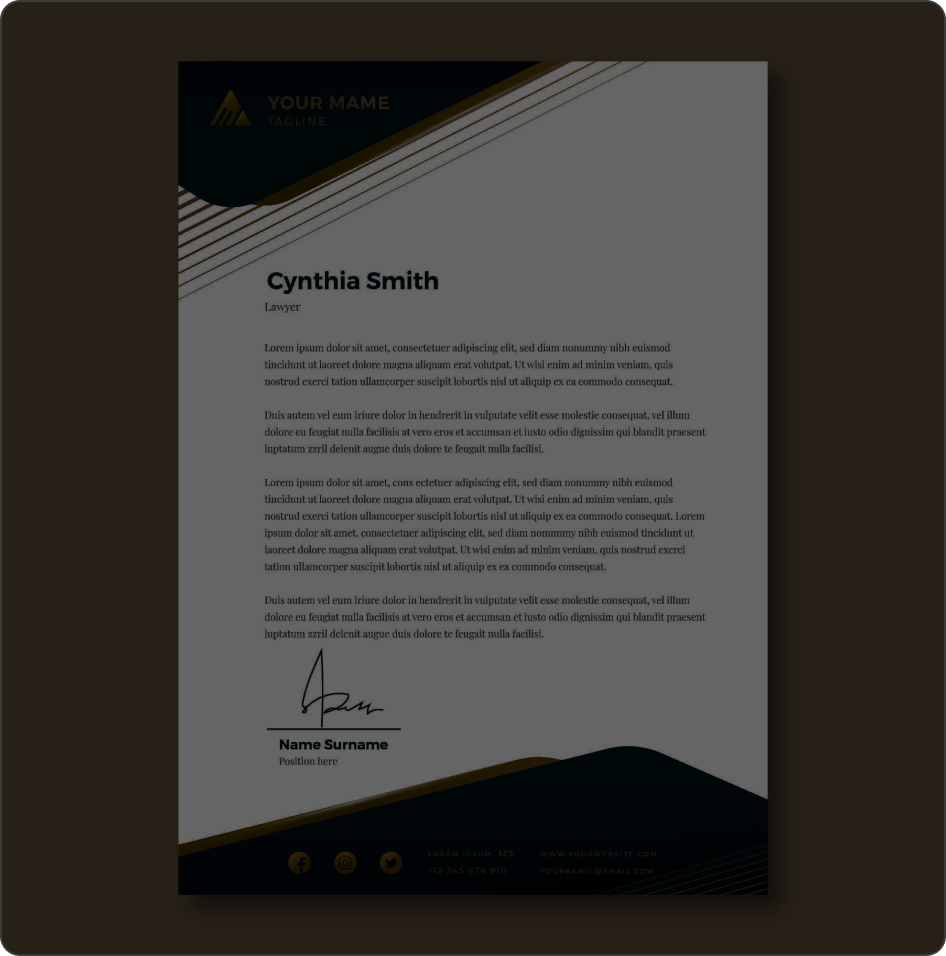 YOUR MAME
TAGLINE
Cynthia Smith
Lawyer
Lorem ipsum dolor sit amet, consectetuer adipiscing elit, sed diam nonummy nibh euismod
tincidunt ut laoreet dolore magna aliquam erat volutpat. Ut wisi enim ad minim veniam, quis
nostrud exerci tation ullamcorper suscipit lobortis nisl ut aliquip ex ea commodo consequat.
Duis autem vel eum iriure dolor in hendrerit in vulputate velit esse molestie consequat, vel illum
dolore eu feugiat nulla facilisis at vero eros et accumsan et iusto odio dignissim qui blandit praesent
luptatum zzril delenit augue duis dolore te feugait nulla facilisi.
Lorem ipsum dolor sit amet, cons ectetuer adipiscing elit, sed diam nonummy nibh euismod
tincidunt ut laoreet dolore magna aliquam erat volutpat. Ut wisi enim ad minim veniam, quis
nostrud exerci tation ullamcorper suscipit lobortis nisl ut aliquip ex ea commodo consequat. Lorem
ipsum dolor sit amet, consectetuer adipiscing elit, sed diam nonummy nibh euismod tincidunt ut
laoreet dolore magna aliquam erat volutpat. Ut wisi enim ad minim veniam, quis nostrud exerci
tation ullamcorper suscipit lobortis nisl ut aliquip ex ea commodo consequat.
Duis autem vel eum iriure dolor in hendrerit in vulputate velit esse molestie consequat, vel illum
dolore eu feugiat nulla facilisis at vero eros et accumsan et iusto odio dignissim qui blandit praesent
luptatum zzril delenit augue duis dolore te feugait nulla facilisi.
Name Surname
Position here
LOREM IPSUM, 123 WWW.YOURWEBSITE.COM
+12 345 678 910 YOUREAMIL@EMAIL.COM